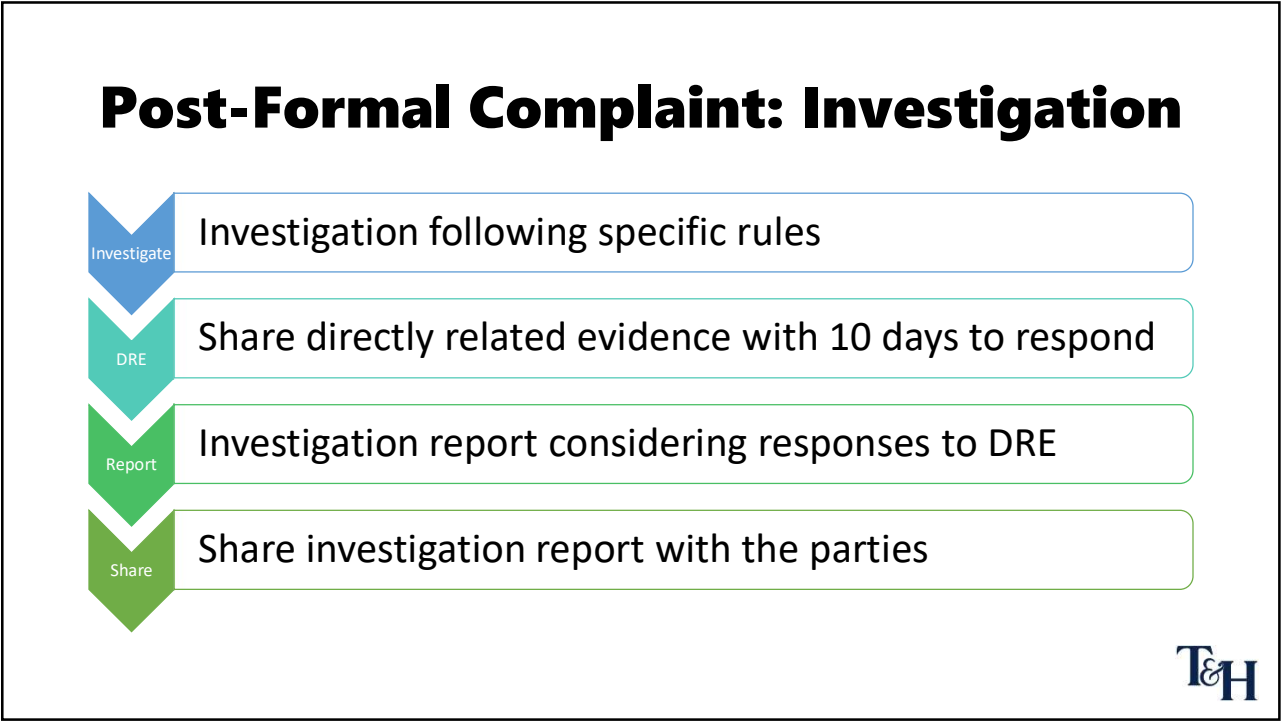 Post-Formal Complaint: Investigation
Investigate
Investigation following specific rules
DRE
Share directly related evidence with 10 days to respond
Report
Investigation report considering responses to DRE
Share
Share investigation report with the parties
T&H